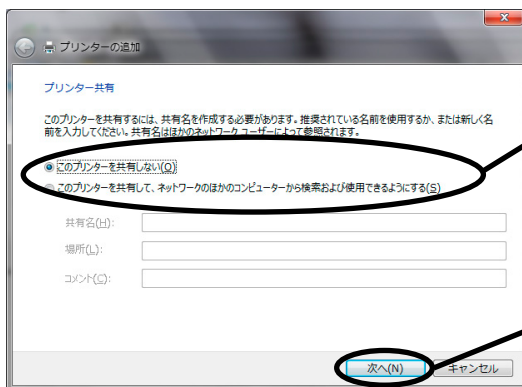 プリンターの追加
プリンター共有
このプリンターを共有するには、共有名を作成する必要があります。推奨されている名前を使用するか、または新しく名
前を入力してください。共有名はほかのネットワーク ユーザーによって参照されます。
このプリンターを共有しない(O)
このプリンターを共有して、ネットワークのほかのコンピューターから検索および使用できるようにする(S)
共有名(H):
場所(L):
コメント(C):
次へ(N) キャンセル